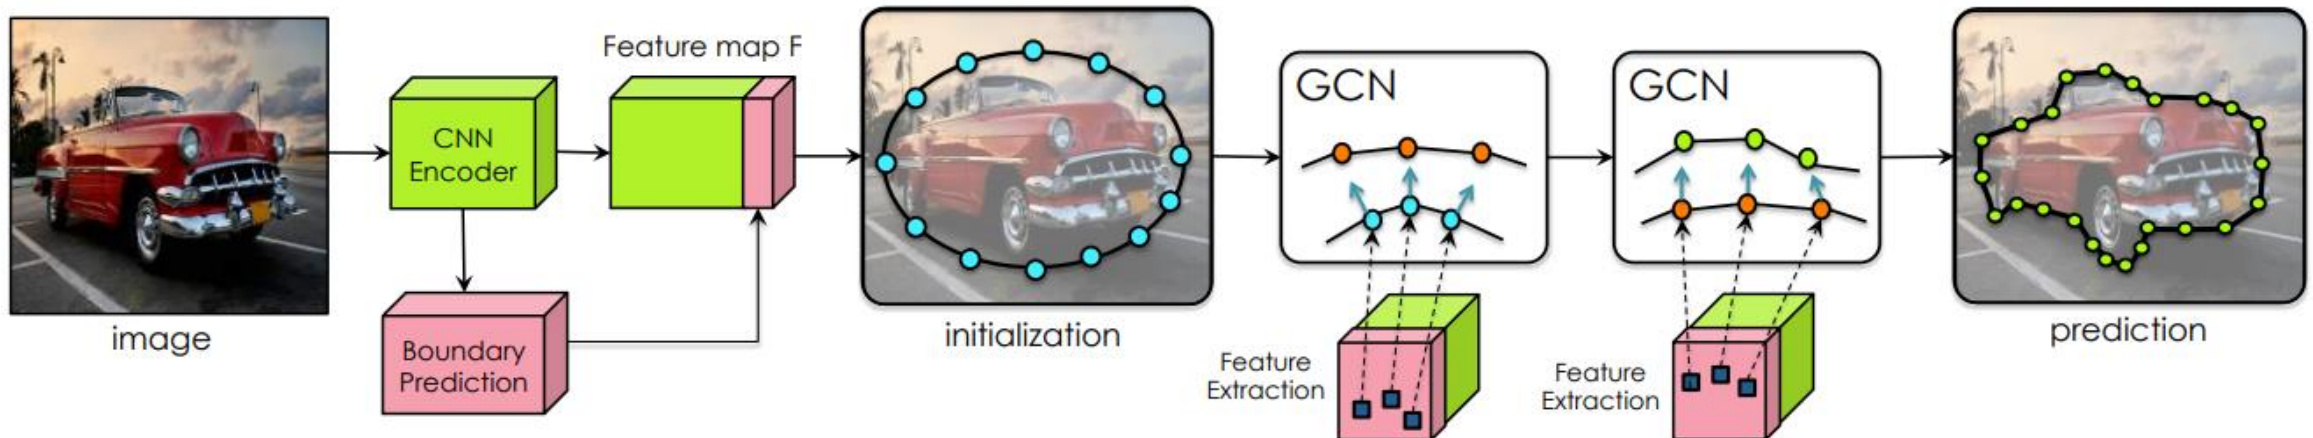 image
CNN
Encoder
Boundary
Prediction
Feature map F
initialization
GCN
Feature
Extraction
GCN
Feature
Extraction
prediction